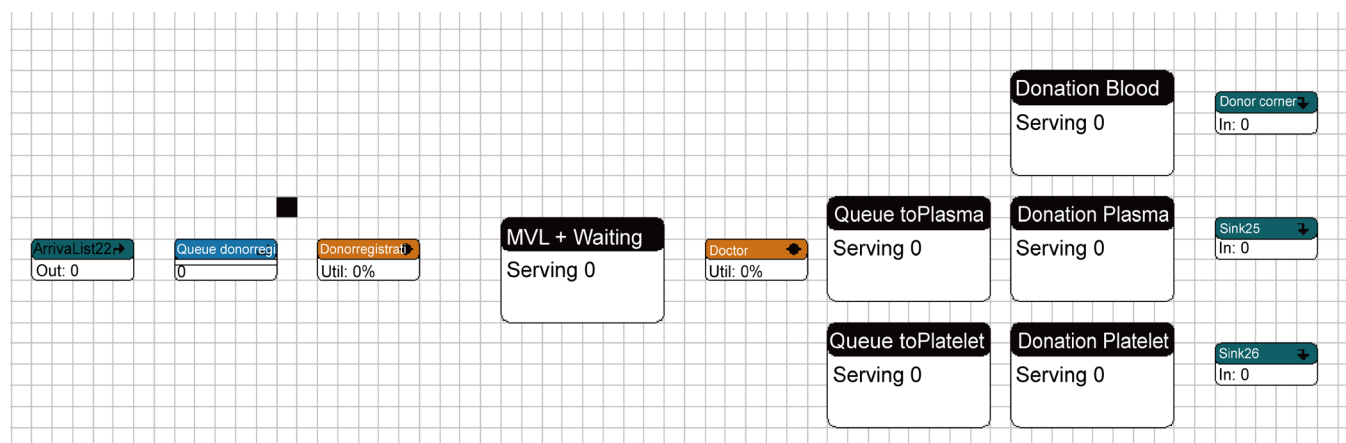 Donation Blood
Serving 0
Donor corner
In: 0
ArrivaList22
Out: 0
Queue donorregi
0
Donorregistrati
Util: 0%
MVL + Waiting
Serving 0
Doctor
Util: 0%
Queue toPlasma
Serving 0
Donation Plasma
Serving 0
Sink25
In: 0
Queue toPlatelet
Serving 0
Donation Platelet
Serving 0
Sink26
In: 0